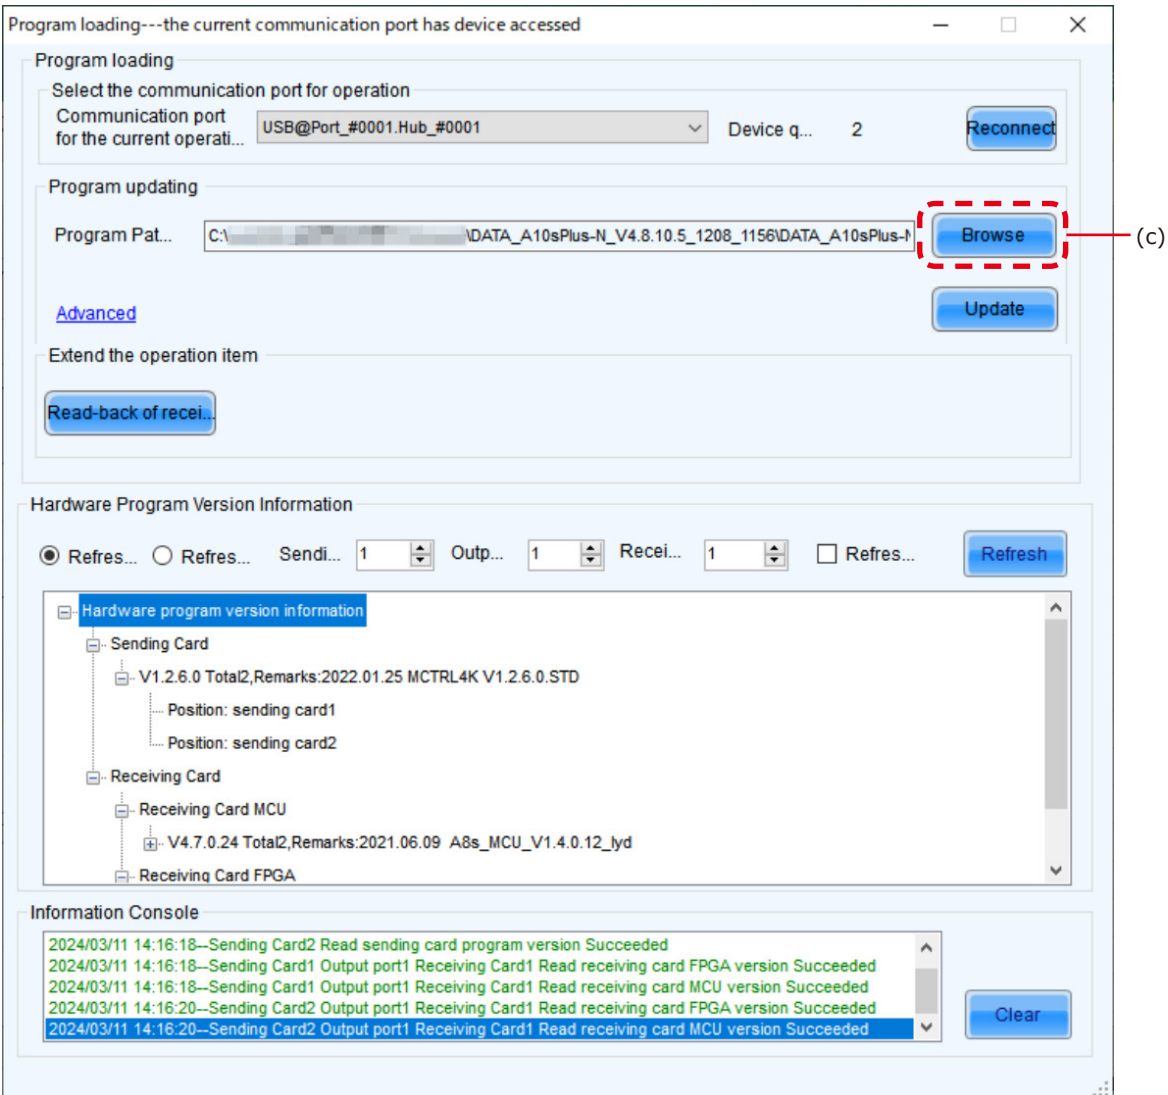 Program loading---the current communication port has device accessed
Program loading
Select the communication port for operation
Communication port
for the current operati...
USB@Port_#0001.Hub_#0001
Device q...
2
Reconnect
Program updating
Program Pat...
C:\ \DATA_A10sPlus-N_V4.8.10.5_1208_1156\DATA_A10sPlus-N
Browse
(c)
Advanced
Update
Extend the operation item
Read-back of recei...
Hardware Program Version Information
Refres...
Refres...
Sendi...
1
Outp...
1
Recei...
1
Refres...
Refresh
Hardware program version information
Sending Card
V1.2.6.0 Total2,Remarks:2022.01.25 MCTRL4K V1.2.6.0.STD
Position: sending card1
Position: sending card2
Receiving Card
Receiving Card MCU
V4.7.0.24 Total2,Remarks:2021.06.09 A8s_MCU_V1.4.0.12_lyd
Receiving Card FPGA
Information Console
2024/03/11 14:16:18--Sending Card2 Read sending card program version Succeeded
2024/03/11 14:16:18--Sending Card1 Output port1 Receiving Card1 Read receiving card FPGA version Succeeded
2024/03/11 14:16:18--Sending Card1 Output port1 Receiving Card1 Read receiving card MCU version Succeeded
2024/03/11 14:16:20--Sending Card2 Output port1 Receiving Card1 Read receiving card FPGA version Succeeded
2024/03/11 14:16:20--Sending Card2 Output port1 Receiving Card1 Read receiving card MCU version Succeeded
Clear